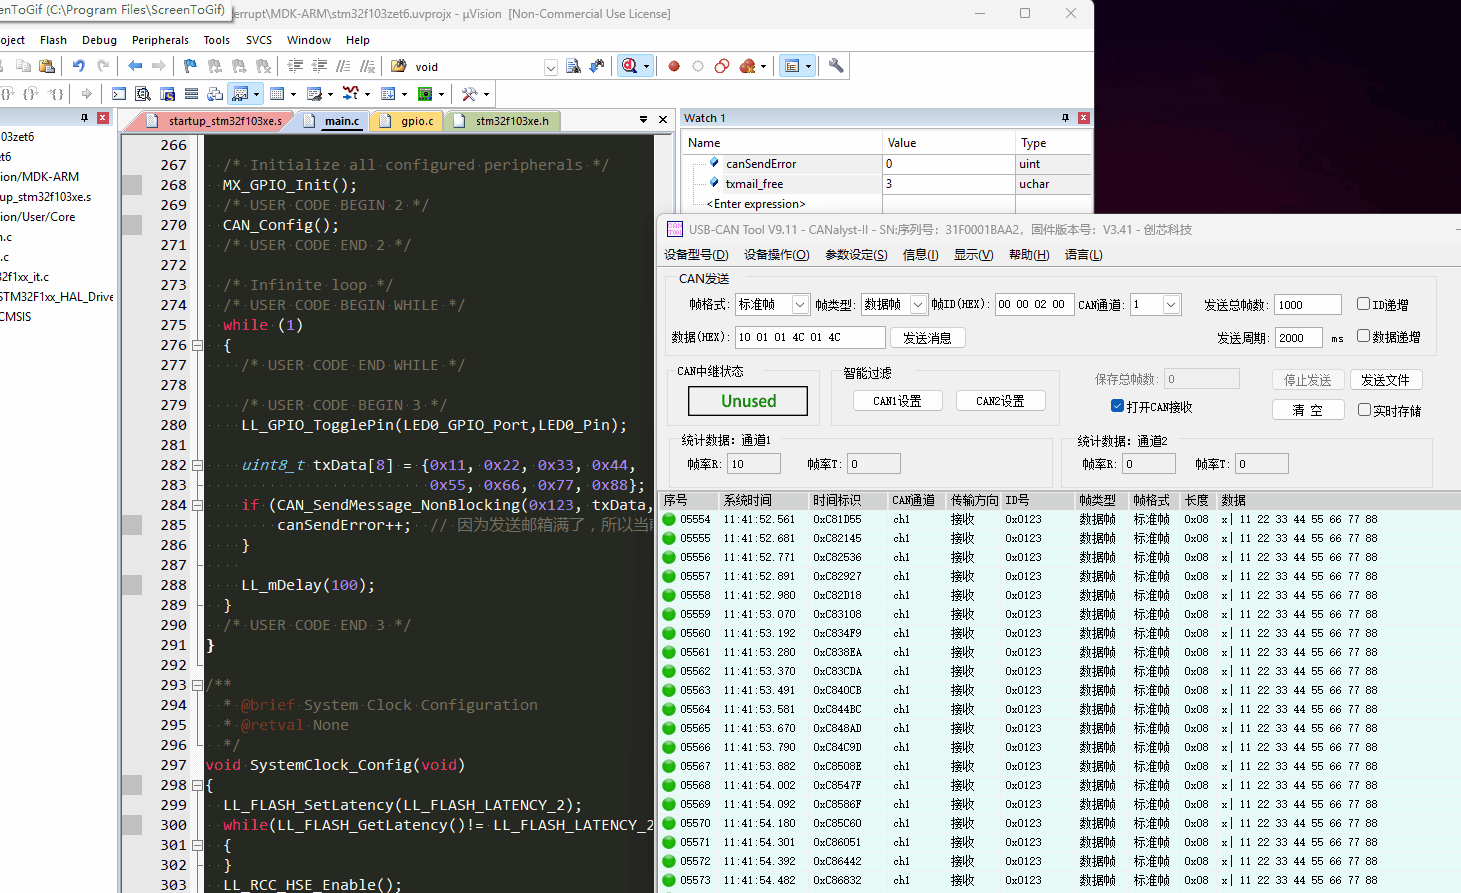 enToGif (C:\Program Files\ScreenToGif)
errupt\MDK-ARM\stm32f103zet6.uvprojx - µVision  [Non-Commercial Use License]
oject Flash Debug Peripherals Tools SVCS Window Help
void
03zet6
et6
ion/MDK-ARM
up_stm32f103xe.s
ion/User/Core
n.c
.c
32f1xx_it.c
STM32F1xx_HAL_Drive
CMSIS
startup_stm32f103xe.s main.c gpio.c stm32f103xe.h
266
267 /* Initialize all configured peripherals */
268 MX_GPIO_Init();
269 /* USER CODE BEGIN 2 */
270 CAN_Config();
271 /* USER CODE END 2 */
272
273 /* Infinite loop */
274 /* USER CODE BEGIN WHILE */
275 while (1)
276 {
277 /* USER CODE END WHILE */
278
279 /* USER CODE BEGIN 3 */
280 LL_GPIO_TogglePin(LED0_GPIO_Port,LED0_Pin);
281
282 uint8_t txData[8] = {0x11, 0x22, 0x33, 0x44,
283 0x55, 0x66, 0x77, 0x88};
284 if (CAN_SendMessage_NonBlocking(0x123, txData,
285 canSendError++; // 因为发送邮箱满了，所以当
286 }
287
288 LL_mDelay(100);
289 }
290 /* USER CODE END 3 */
291 }
292
293 /**
294 * @brief System Clock Configuration
295 * @retval None
296 */
297 void SystemClock_Config(void)
298 {
299 LL_FLASH_SetLatency(LL_FLASH_LATENCY_2);
300 while(LL_FLASH_GetLatency()!= LL_FLASH_LATENCY_2
301 {
302 }
303 LL_RCC_HSE_Enable();
Watch 1
Name Value Type
canSendError 0 uint
txmail_free 3 uchar
<Enter expression>
CAN TOOL USB-CAN Tool V9.11 - CANalyst-II - SN:序列号：31F0001BAA2，固件版本号：V3.41 - 创芯科技
设备型号(D) 设备操作(O) 参数设定(S) 信息(I) 显示(V) 帮助(H) 语言(L)
CAN发送
帧格式: 标准帧 帧类型: 数据帧 帧ID(HEX): 00 00 02 00 CAN通道: 1 发送总帧数: 1000 ID递增
数据(HEX): 10 01 01 4C 01 4C 发送消息 发送周期: 2000 ms 数据递增
CAN中继状态
Unused
智能过滤
CAN1设置 CAN2设置
保存总帧数: 0 停止发送 发送文件
打开CAN接收 清 空 实时存储
统计数据：通道1
帧率R: 10 帧率T: 0
统计数据：通道2
帧率R: 0 帧率T: 0
序号 系统时间 时间标识 CAN通道 传输方向 ID号 帧类型 帧格式 长度 数据
05554 11:41:52.561 0xC81D55 ch1 接收 0x0123 数据帧 标准帧 0x08 x| 11 22 33 44 55 66 77 88
05555 11:41:52.681 0xC82145 ch1 接收 0x0123 数据帧 标准帧 0x08 x| 11 22 33 44 55 66 77 88
05556 11:41:52.771 0xC82536 ch1 接收 0x0123 数据帧 标准帧 0x08 x| 11 22 33 44 55 66 77 88
05557 11:41:52.891 0xC82927 ch1 接收 0x0123 数据帧 标准帧 0x08 x| 11 22 33 44 55 66 77 88
05558 11:41:52.980 0xC82D18 ch1 接收 0x0123 数据帧 标准帧 0x08 x| 11 22 33 44 55 66 77 88
05559 11:41:53.070 0xC83108 ch1 接收 0x0123 数据帧 标准帧 0x08 x| 11 22 33 44 55 66 77 88
05560 11:41:53.192 0xC834F9 ch1 接收 0x0123 数据帧 标准帧 0x08 x| 11 22 33 44 55 66 77 88
05561 11:41:53.280 0xC838EA ch1 接收 0x0123 数据帧 标准帧 0x08 x| 11 22 33 44 55 66 77 88
05562 11:41:53.370 0xC83CDA ch1 接收 0x0123 数据帧 标准帧 0x08 x| 11 22 33 44 55 66 77 88
05563 11:41:53.491 0xC840CB ch1 接收 0x0123 数据帧 标准帧 0x08 x| 11 22 33 44 55 66 77 88
05564 11:41:53.581 0xC844BC ch1 接收 0x0123 数据帧 标准帧 0x08 x| 11 22 33 44 55 66 77 88
05565 11:41:53.670 0xC848AD ch1 接收 0x0123 数据帧 标准帧 0x08 x| 11 22 33 44 55 66 77 88
05566 11:41:53.790 0xC84C9D ch1 接收 0x0123 数据帧 标准帧 0x08 x| 11 22 33 44 55 66 77 88
05567 11:41:53.882 0xC8508E ch1 接收 0x0123 数据帧 标准帧 0x08 x| 11 22 33 44 55 66 77 88
05568 11:41:54.002 0xC8547F ch1 接收 0x0123 数据帧 标准帧 0x08 x| 11 22 33 44 55 66 77 88
05569 11:41:54.092 0xC8586F ch1 接收 0x0123 数据帧 标准帧 0x08 x| 11 22 33 44 55 66 77 88
05570 11:41:54.180 0xC85C60 ch1 接收 0x0123 数据帧 标准帧 0x08 x| 11 22 33 44 55 66 77 88
05571 11:41:54.301 0xC86051 ch1 接收 0x0123 数据帧 标准帧 0x08 x| 11 22 33 44 55 66 77 88
05572 11:41:54.392 0xC86442 ch1 接收 0x0123 数据帧 标准帧 0x08 x| 11 22 33 44 55 66 77 88
05573 11:41:54.482 0xC86832 ch1 接收 0x0123 数据帧 标准帧 0x08 x| 11 22 33 44 55 66 77 88